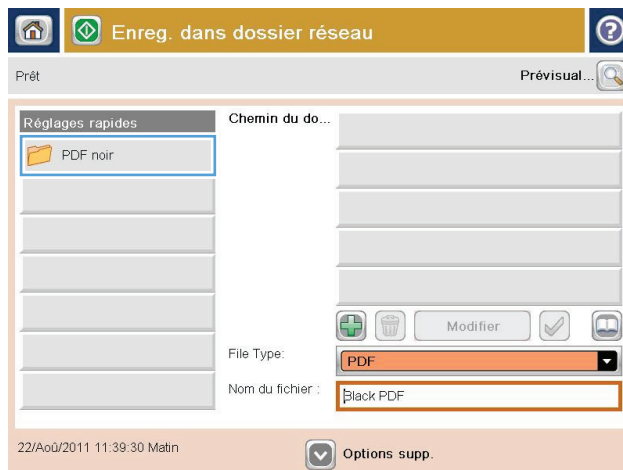 Enreg. dans dossier réseau
Prêt
Prévisual...
Réglages rapides
Chemin du do...
PDF noir
Modifier
File Type:
PDF
Nom du fichier :
Black PDF
22/Aoû/2011 11:39:30 Matin
Options supp.